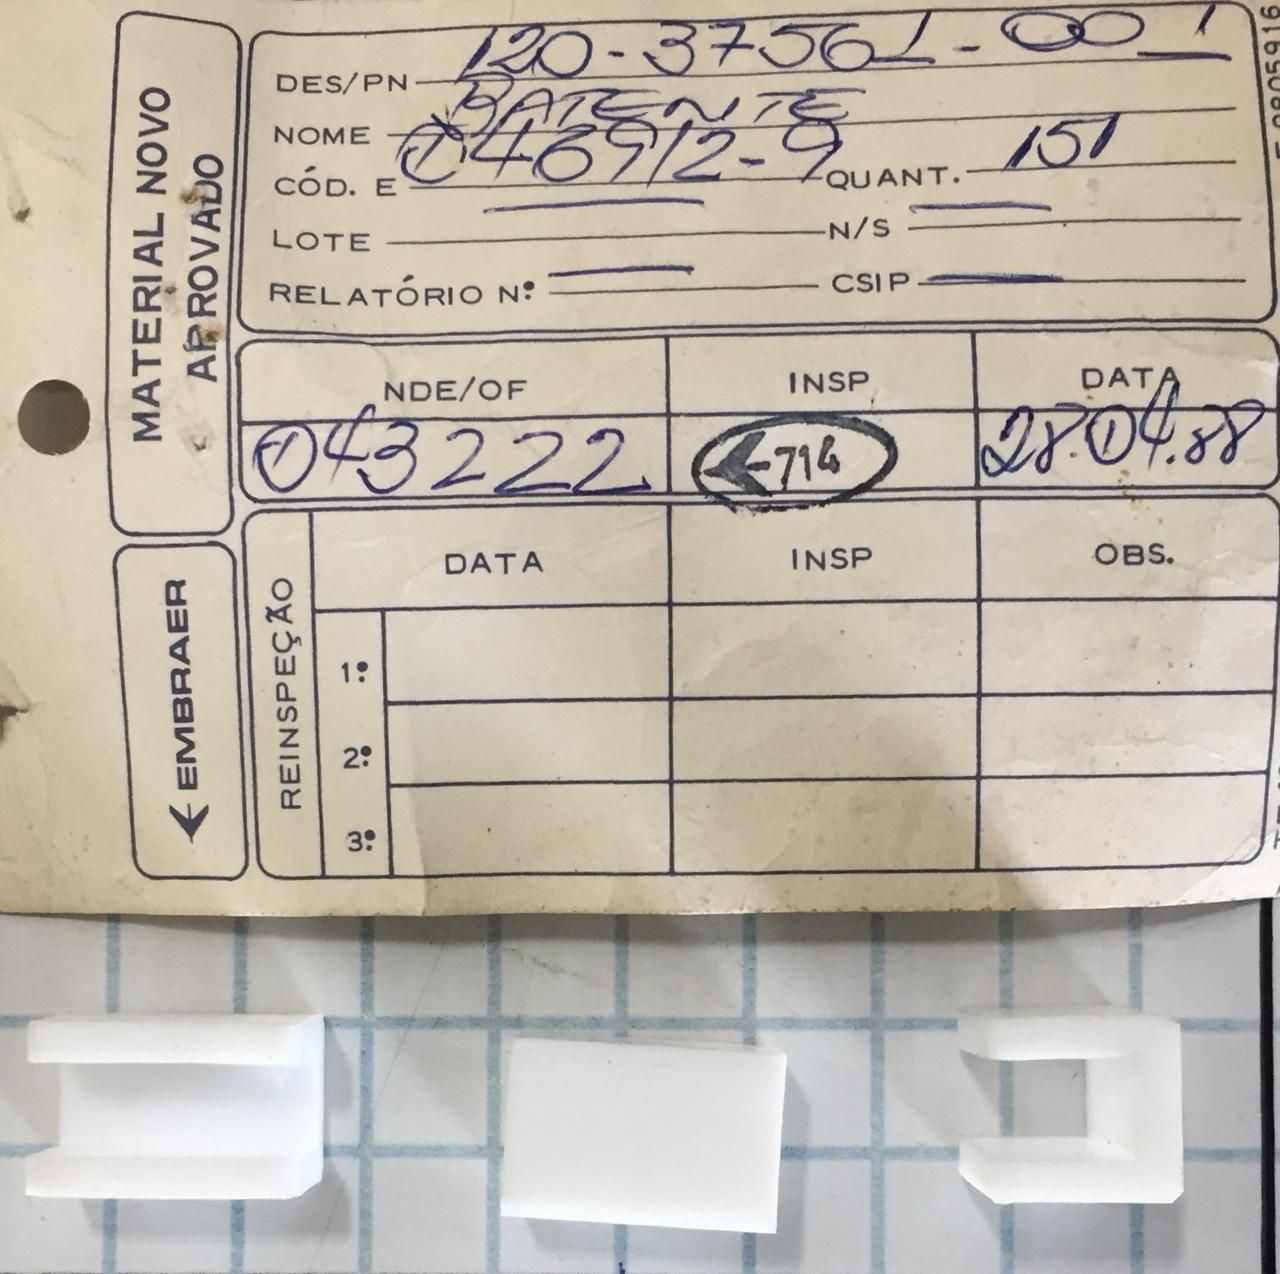 MATERIAL NOVO
APROVADO
DES/PN 120-37561-001
NOME BATENTE
CÓD. E 046912-9 QUANT. 151
LOTE N/S
RELATÓRIO Nº CSIP
NDE/OF INSP DATA
043222 714 28.04.88
EMBRAER
REINSPEÇÃO
DATA INSP OBS.
1º
2º
3º